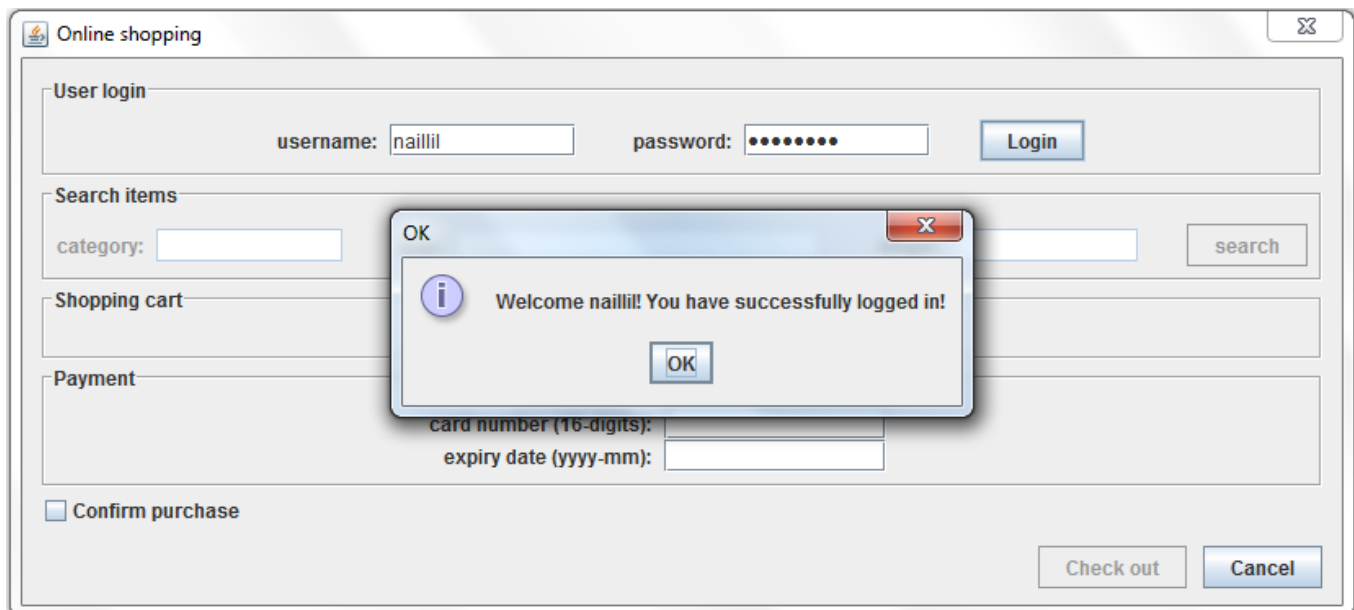 Online shopping
User login
username: naillil password: •••••••• Login
Search items
category: search
OK
Welcome naillil! You have successfully logged in!
OK
Shopping cart
Payment
card number (16-digits):
expiry date (yyyy-mm):
Confirm purchase
Check out Cancel